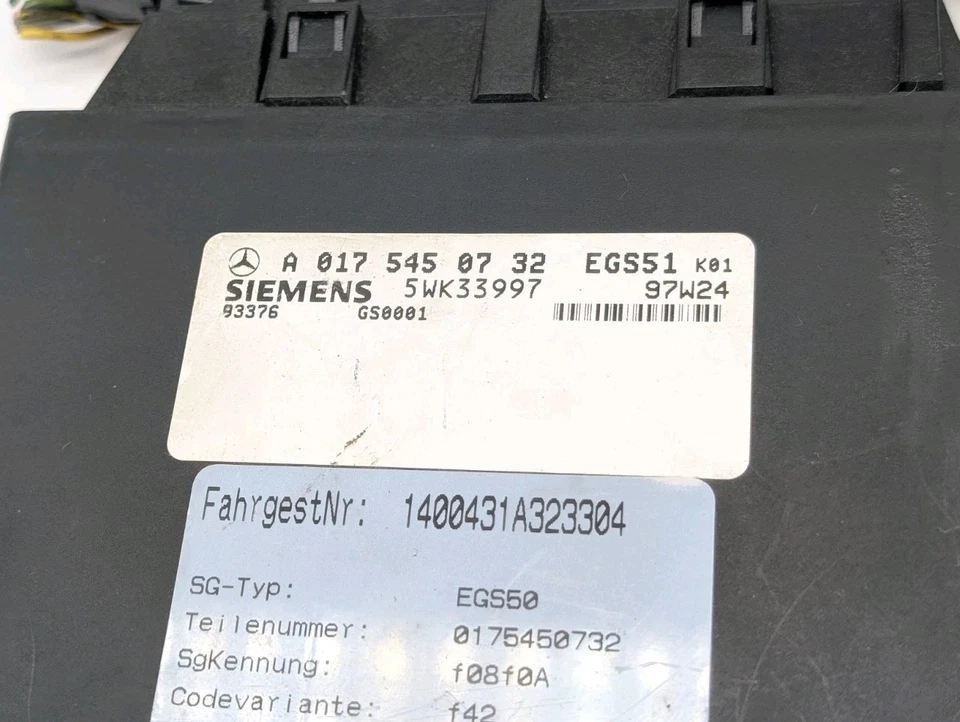 A 017 545 07 32 EGS51 K01
SIEMENS 5WK33997 97W24
93376 GS0001
FahrgestNr: 1400431A323304
SG-Typ: EGS50
Teilenummer: 0175450732
SgKennung: f08f0A
Codevariante: f42